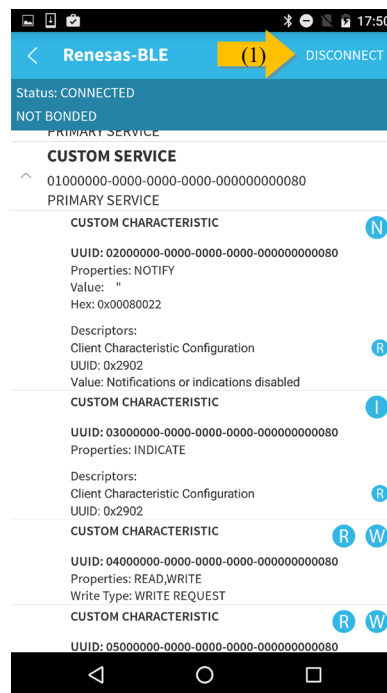 17:50
Renesas-BLE
(1)
DISCONNECT
Status: CONNECTED
NOT BONDED
PRIMARY SERVICE
CUSTOM SERVICE
01000000-0000-0000-0000-000000000080
PRIMARY SERVICE
CUSTOM CHARACTERISTIC
N
UUID: 02000000-0000-0000-0000-000000000080
Properties: NOTIFY
Value: "
Hex: 0x00080022
Descriptors:
Client Characteristic Configuration
R
UUID: 0x2902
Value: Notifications or indications disabled
CUSTOM CHARACTERISTIC
I
UUID: 03000000-0000-0000-0000-000000000080
Properties: INDICATE
Descriptors:
Client Characteristic Configuration
R
UUID: 0x2902
CUSTOM CHARACTERISTIC
R W
UUID: 04000000-0000-0000-0000-000000000080
Properties: READ,WRITE
Write Type: WRITE REQUEST
CUSTOM CHARACTERISTIC
R W
UUID: 05000000-0000-0000-0000-000000000080